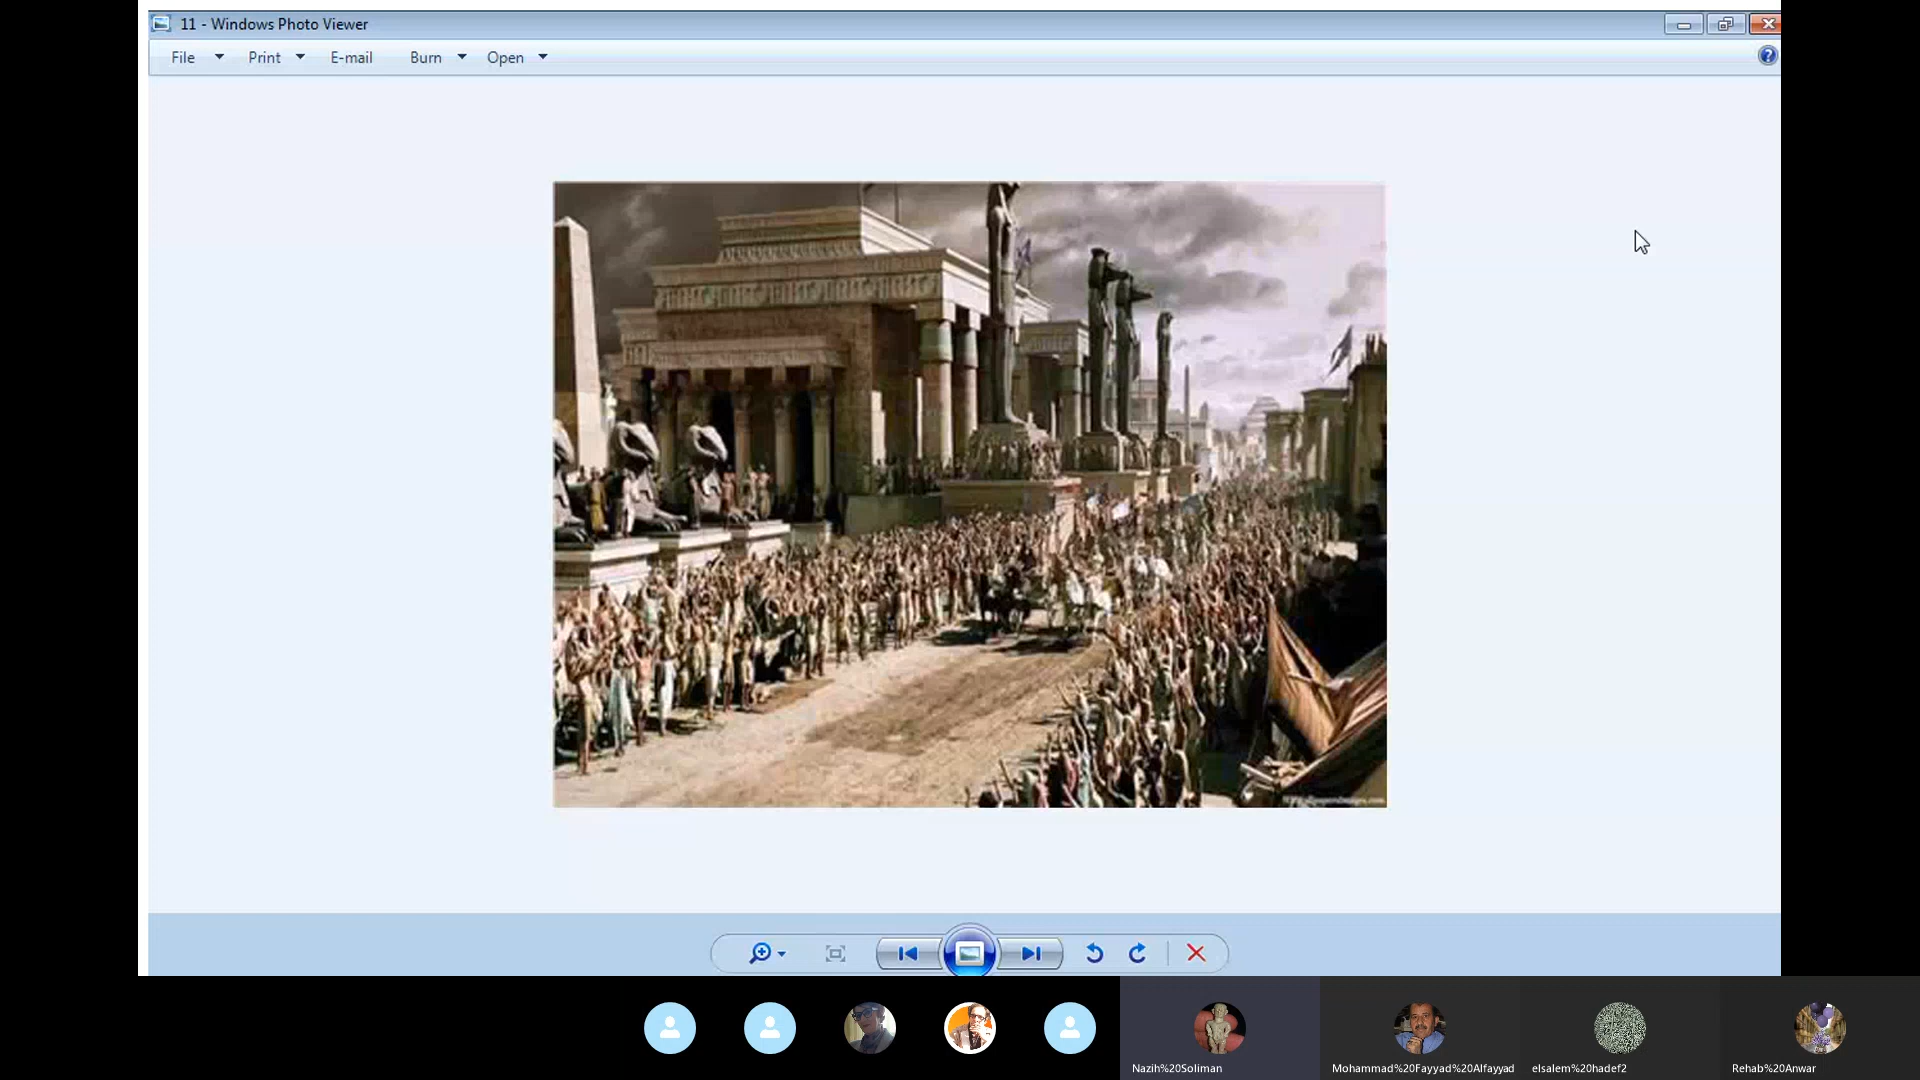 11 - Windows Photo Viewer
File Print E-mail Burn Open
Nazih%20Soliman Mohammad%20Fayyad%20Alfayyad elsalem%20hadef2 Rehab%20Anwar